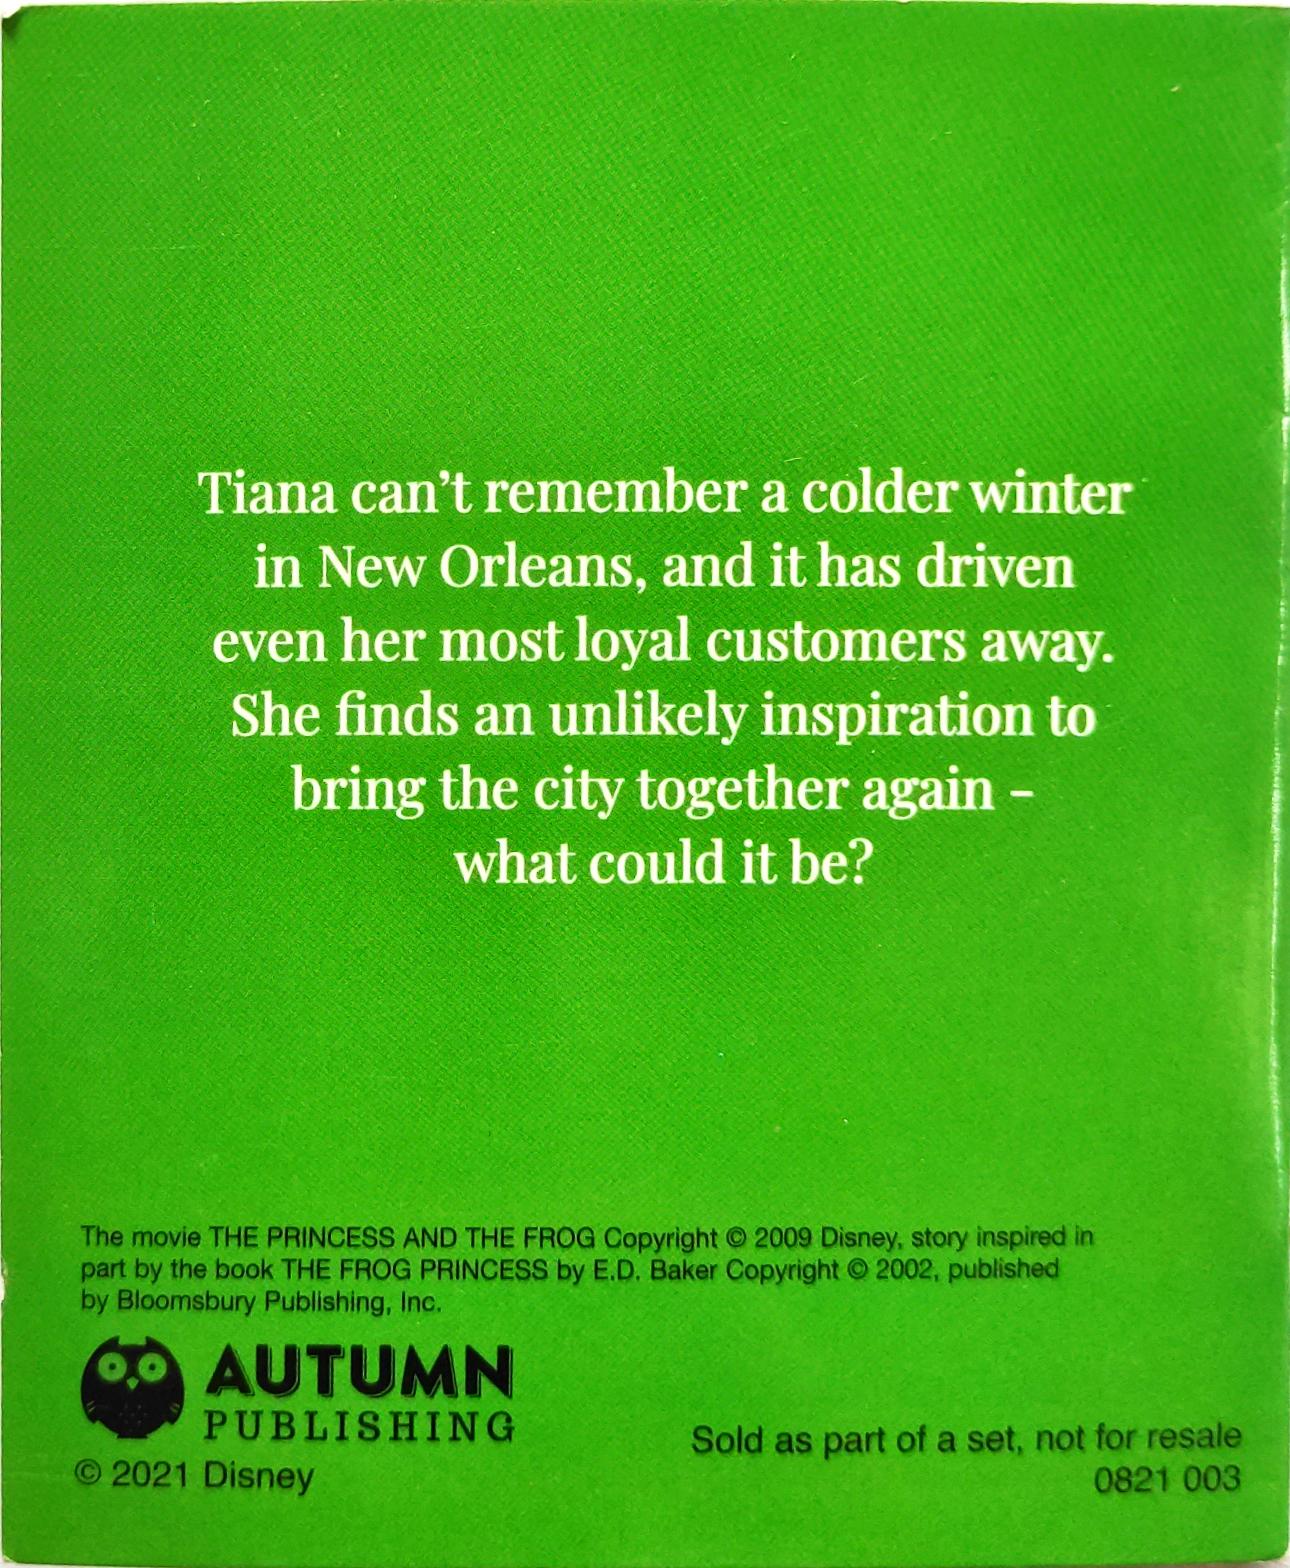 Tiana can’t remember a colder winter
in New Orleans, and it has driven
even her most loyal customers away.
She finds an unlikely inspiration to
bring the city together again –
what could it be?
The movie THE PRINCESS AND THE FROG Copyright © 2009 Disney, story inspired in
part by the book THE FROG PRINCESS by E.D. Baker Copyright © 2002, published
by Bloomsbury Publishing, Inc.
AUTUMN
PUBLISHING
© 2021 Disney
Sold as part of a set, not for resale
0821 003